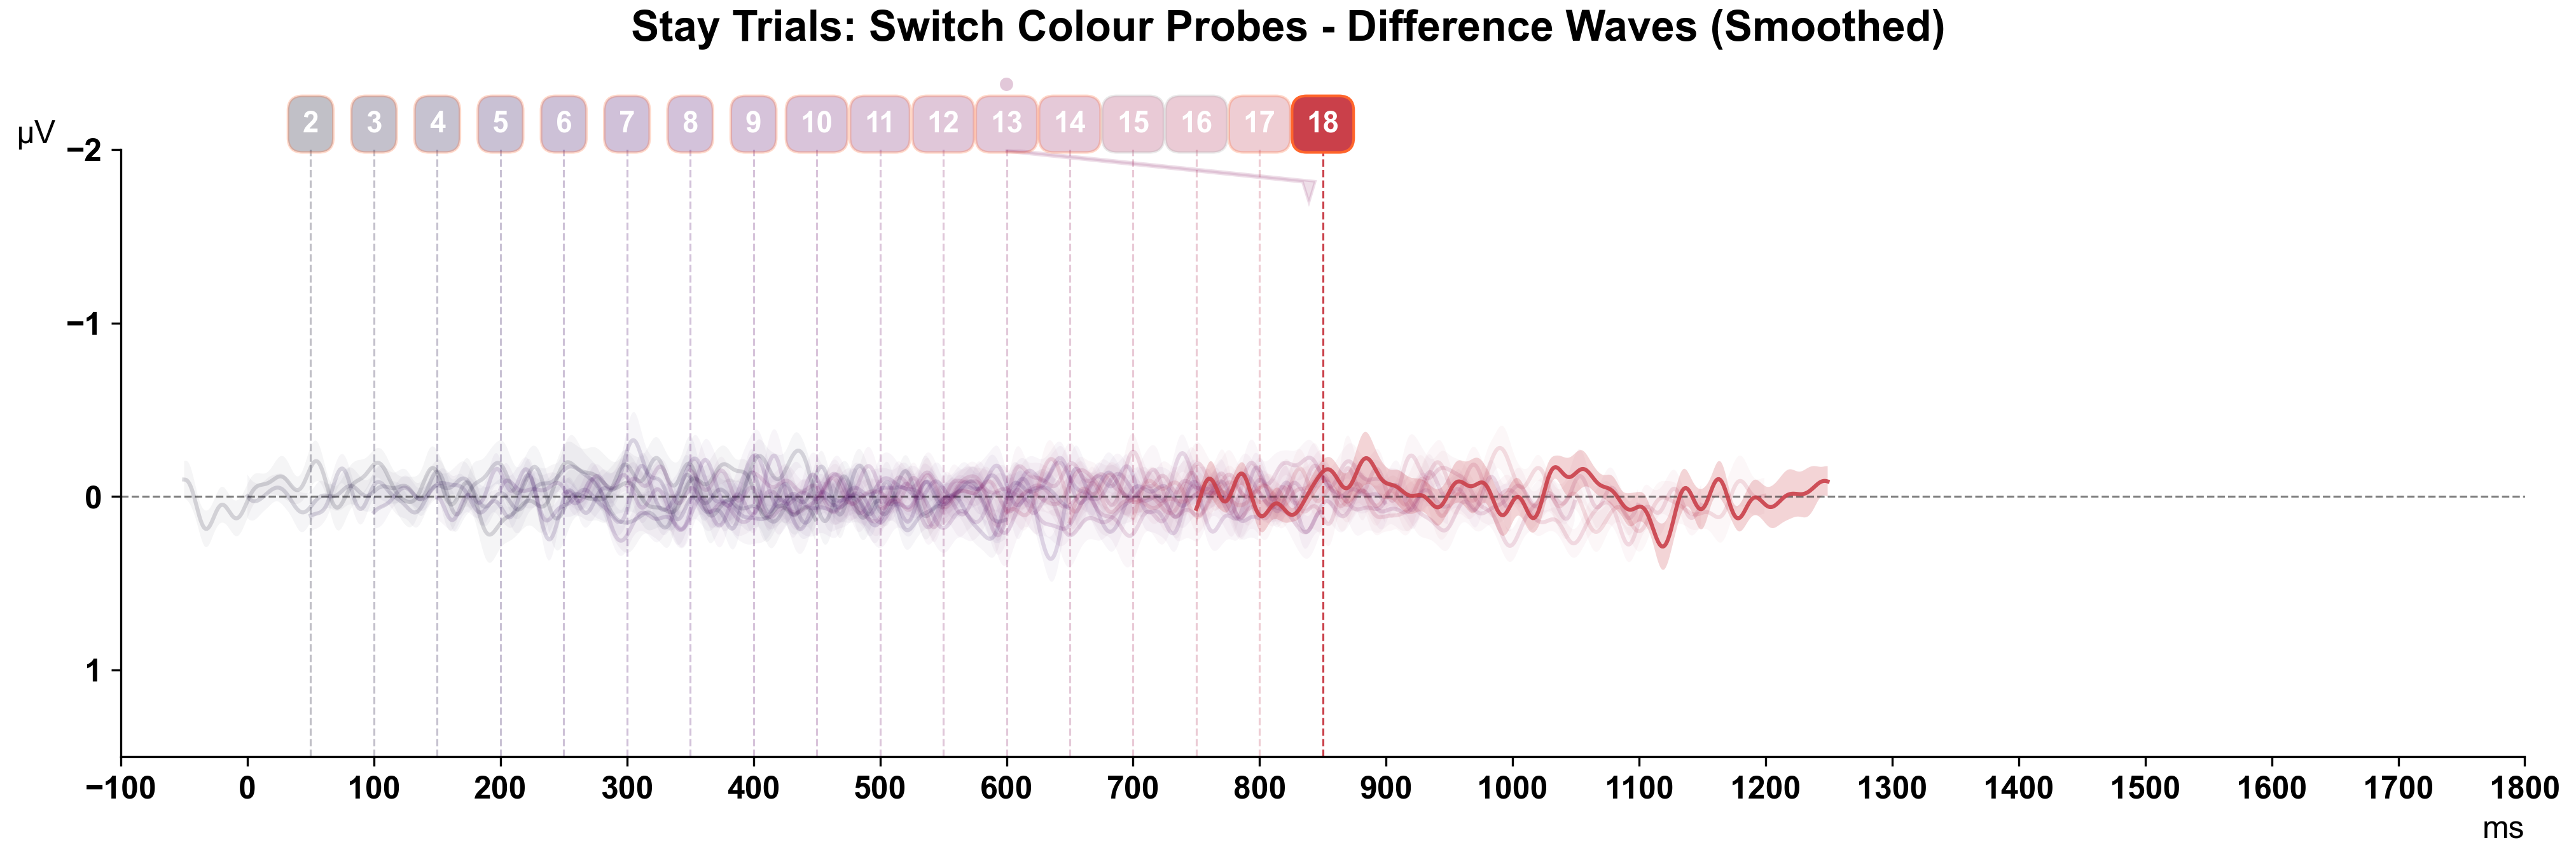 Stay Trials: Switch Colour Probes - Difference Waves (Smoothed)
2 3 4 5 6 7 8 9 10 11 12 13 14 15 16 17 18
µV
−2
−1
0
1
−100 0 100 200 300 400 500 600 700 800 900 1000 1100 1200 1300 1400 1500 1600 1700 1800
ms